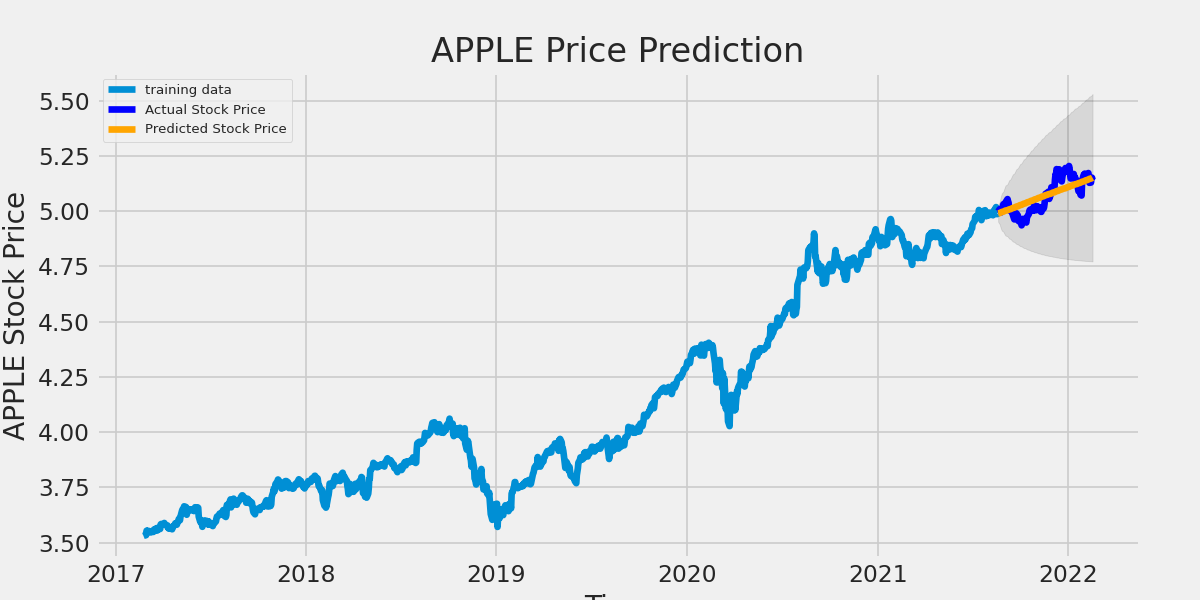 APPLE Price Prediction
training data
Actual Stock Price
Predicted Stock Price
5.50
5.25
5.00
4.75
4.50
4.25
4.00
3.75
3.50
APPLE Stock Price
2017 2018 2019 2020 2021 2022